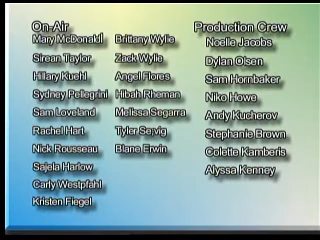 On-Air
Mary McDonald
Sirean Taylor
Hillary Kuehl
Sydney Pellegrini
Sam Loveland
Rachel Hart
Nick Rousseau
Sajela Harlow
Carly Westpfahl
Kristen Fiegel
Brittany Wylie
Zack Wylie
Angel Flores
Hibah Rheman
Melissa Segarra
Tyler Servig
Blane Erwin
Production Crew
Noelle Jacobs
Dylan Olsen
Sam Hornbaker
Niko Howe
Andy Kucherov
Stephanie Brown
Colette Kamberis
Alyssa Kenney